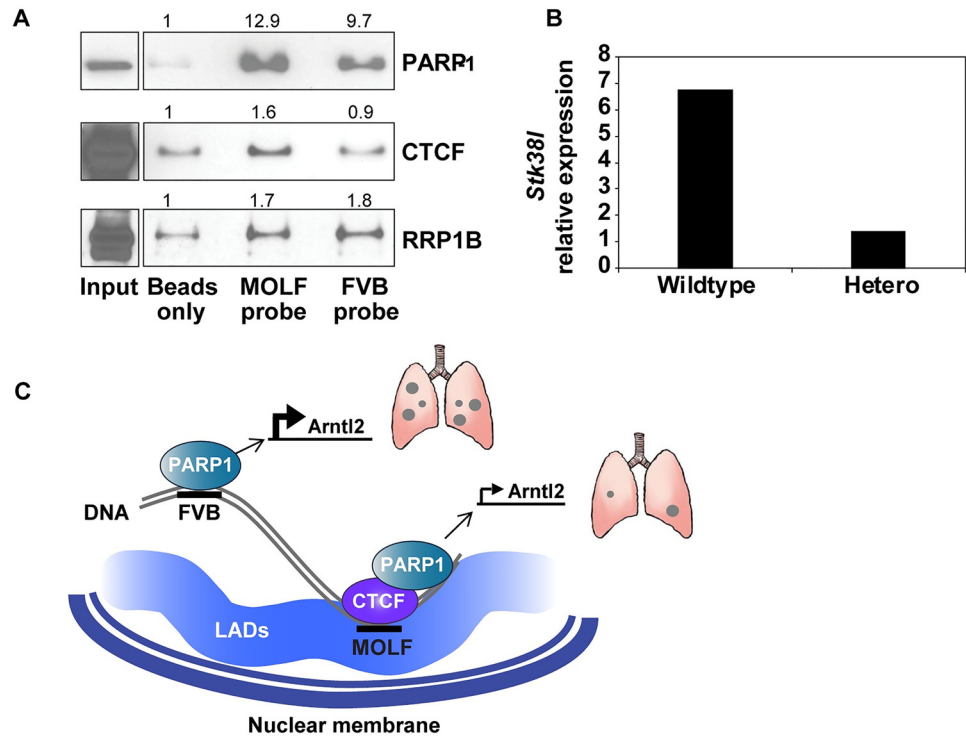 A
1 12.9 9.7
PARP1
1 1.6 0.9
CTCF
1 1.7 1.8
RRP1B
Input Beads only MOLF probe FVB probe
B
Stk38l relative expression
8
7
6
5
4
3
2
1
0
Wildtype Hetero
C
Arntl2
PARP1
DNA
FVB
Arntl2
PARP1
CTCF
LADs
MOLF
Nuclear membrane